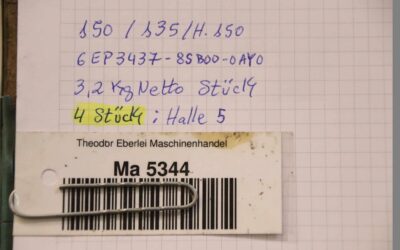 150 / 135 / H. 150
6EP3437-8SB00-0AY0
3,2 Kg Netto Stück
4 Stück ; Halle 5
Theodor Eberlei Maschinenhandel
Ma 5344